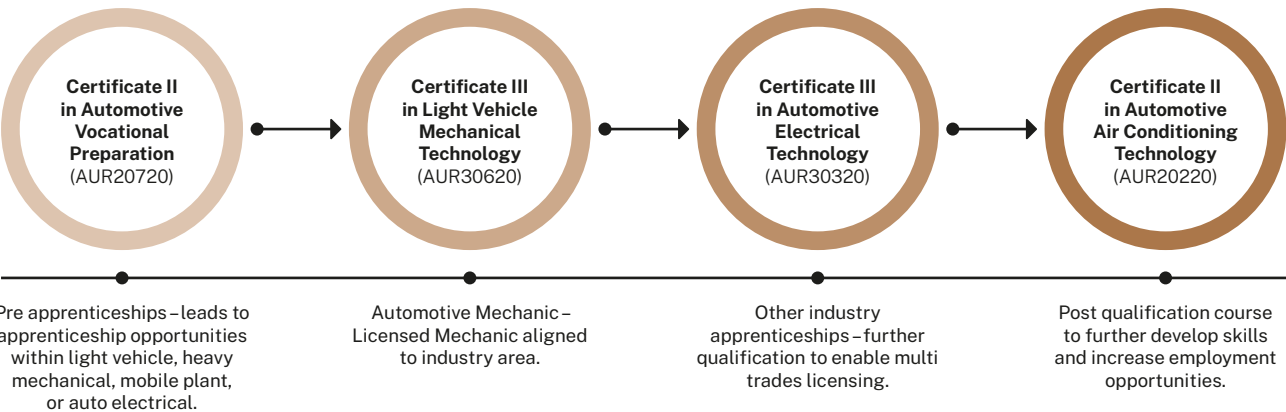 Certificate II
in Automotive
Vocational
Preparation
(AUR20720)
Certificate III
in Light Vehicle
Mechanical
Technology
(AUR30620)
Certificate III
in Automotive
Electrical
Technology
(AUR30320)
Certificate II
in Automotive
Air Conditioning
Technology
(AUR20220)
Pre apprenticeships – leads to
apprenticeship opportunities
within light vehicle, heavy
mechanical, mobile plant,
or auto electrical.
Automotive Mechanic –
Licensed Mechanic aligned
to industry area.
Other industry
apprenticeships – further
qualification to enable multi
trades licensing.
Post qualification course
to further develop skills
and increase employment
opportunities.